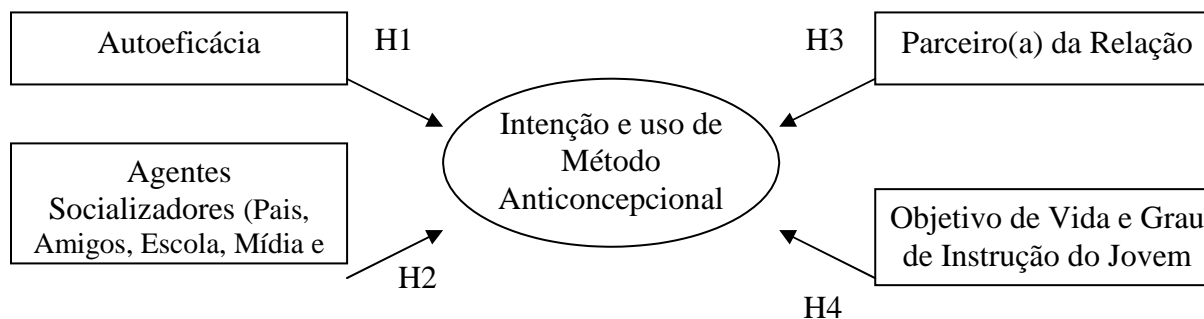 Autoeficácia
H1
Agentes
Socializadores (Pais,
Amigos, Escola, Mídia e
H2
Intenção e uso de
Método
Anticoncepcional
H3
Parceiro(a) da Relação
Objetivo de Vida e Grau
de Instrução do Jovem
H4